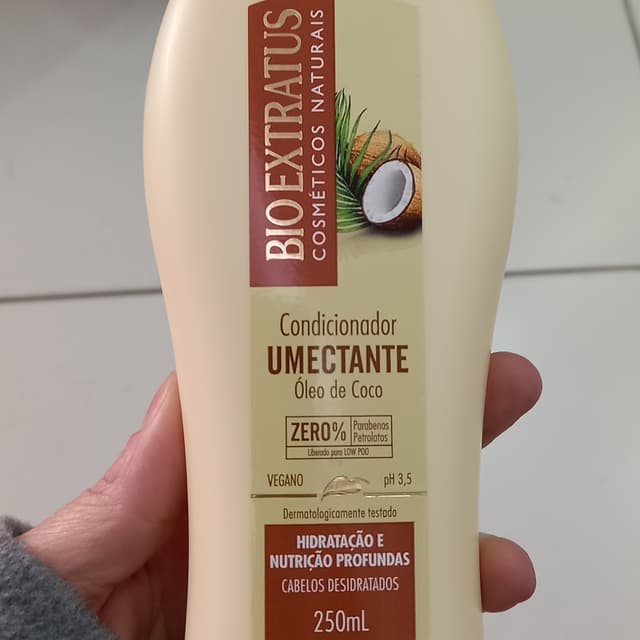 BIO EXTRATUS
COSMÉTICOS NATURAIS
Condicionador
UMECTANTE
Óleo de Coco
ZERO%
Parabenos
Petrolatos
Liberado para LOW POO
VEGANO
pH 3,5
Dermatologicamente testado
HIDRATAÇÃO E
NUTRIÇÃO PROFUNDAS
CABELOS DESIDRATADOS
250mL